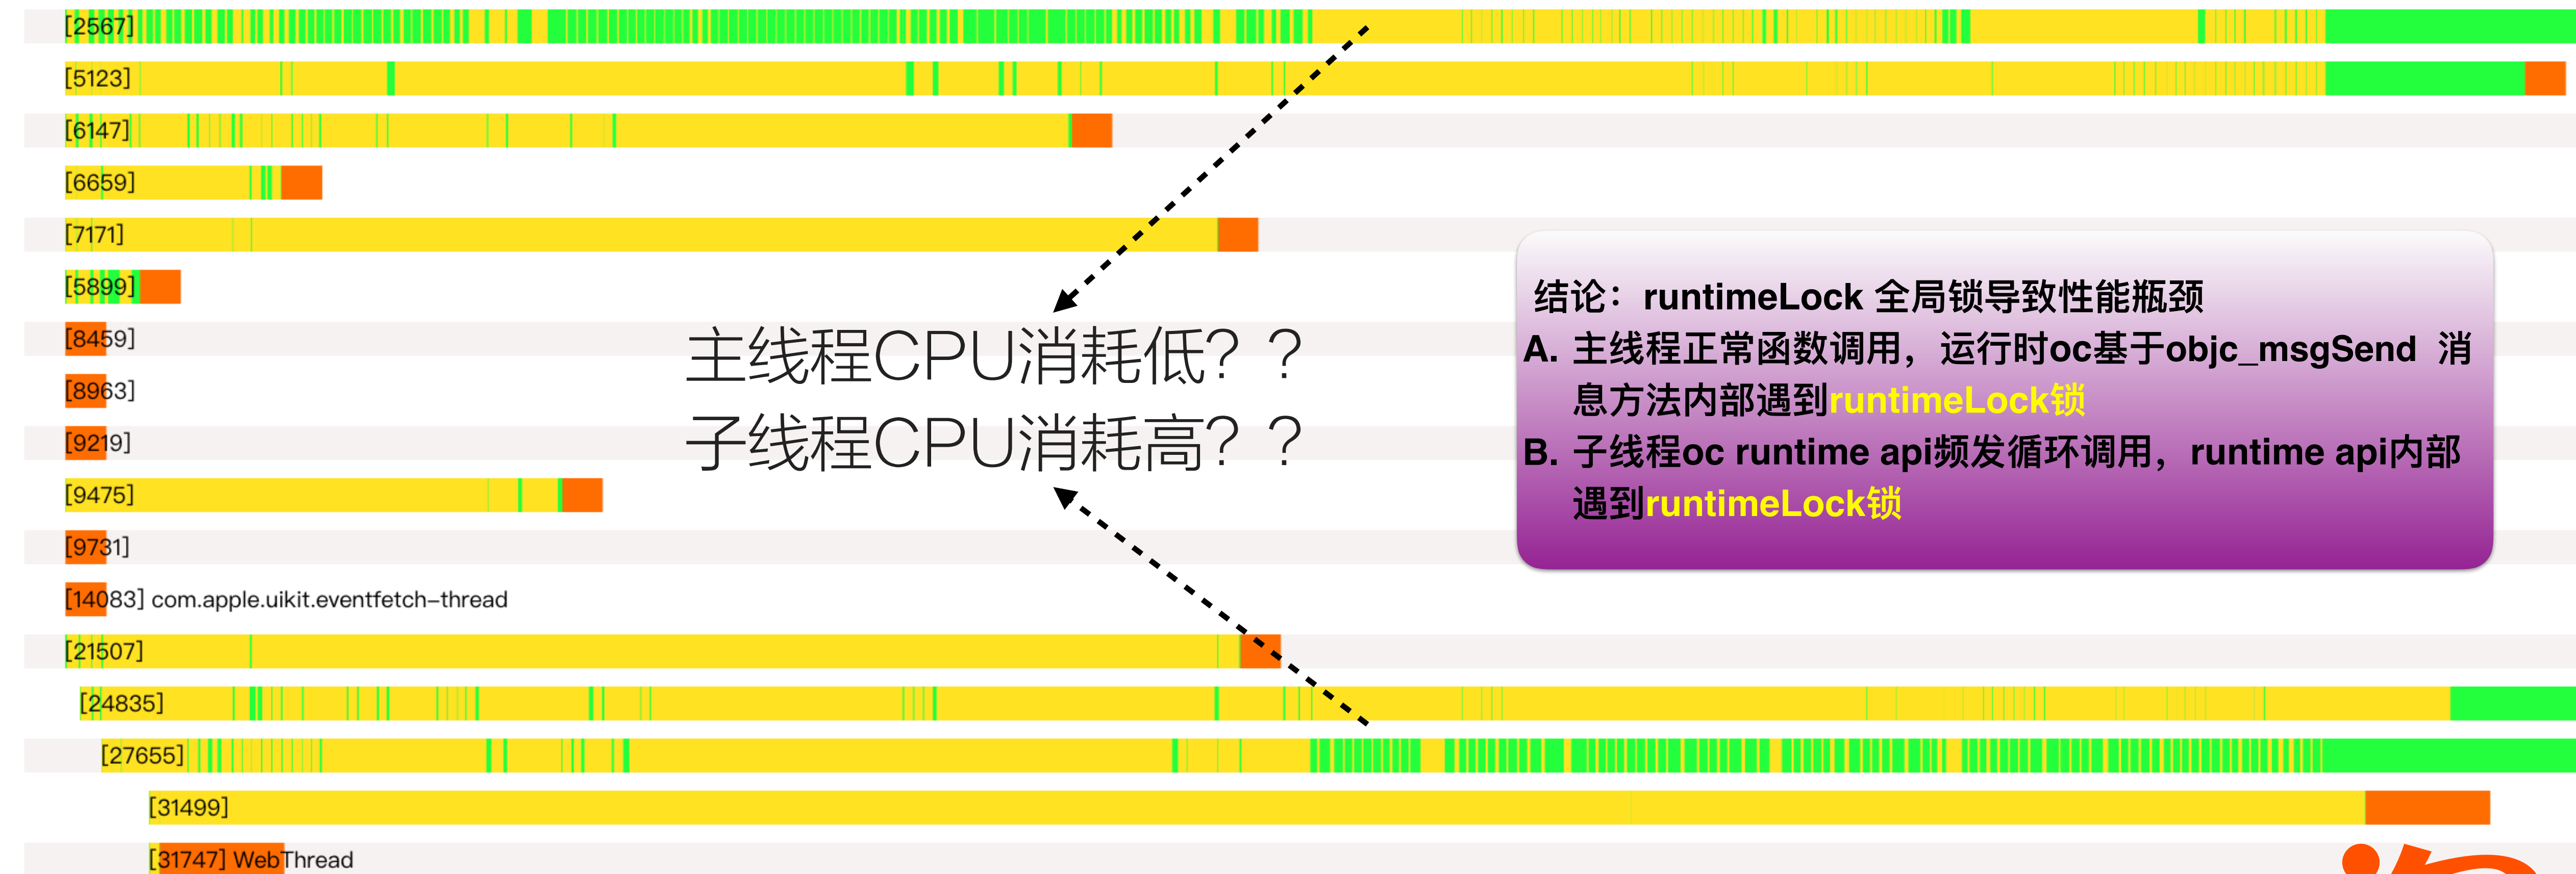 [2567]
[5123]
[6147]
[6659]
[7171]
[5899]
[8459]
[8963]
[9219]
[9475]
[9731]
[14083] com.apple.uikit.eventfetch-thread
[21507]
[24835]
[27655]
[31499]
[31747] WebThread
主线程CPU消耗低？？
子线程CPU消耗高？？
结论：runtimeLock 全局锁导致性能瓶颈
A. 主线程正常函数调用，运行时oc基于objc_msgSend 消
息方法内部遇到runtimeLock锁
B. 子线程oc runtime api频发循环调用，runtime api内部
遇到runtimeLock锁